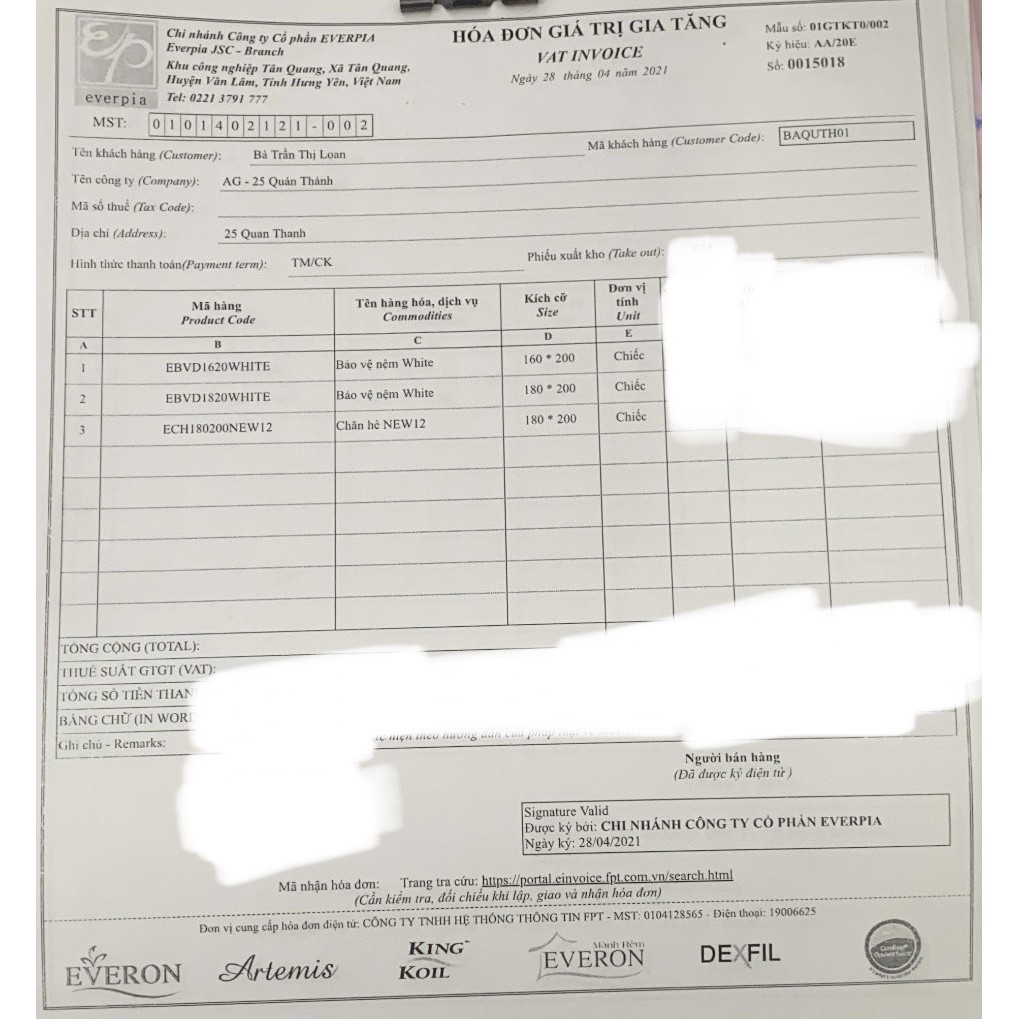 everpia
Chi nhánh Công ty Cổ phần EVERPIA
Everpia JSC - Branch
Khu công nghiệp Tân Quang, Xã Tân Quang,
Huyện Văn Lâm, Tỉnh Hưng Yên, Việt Nam
Tel: 0221 3791 777
HÓA ĐƠN GIÁ TRỊ GIA TĂNG
VAT INVOICE
Ngày 28 tháng 04 năm 2021
Mẫu số: 01GTKT0/002
Ký hiệu: AA/20E
Số: 0015018
MST: 0101402121-002
Tên khách hàng (Customer): Bà Trần Thị Loan
Mã khách hàng (Customer Code): BAQUTH01
Tên công ty (Company): AG - 25 Quán Thánh
Mã số thuế (Tax Code):
Địa chỉ (Address): 25 Quan Thanh
Hình thức thanh toán(Payment term): TM/CK
Phiếu xuất kho (Take out):
STT Mã hàng Tên hàng hóa, dịch vụ Kích cỡ Đơn vị tính
Product Code Commodities Size Unit
A B C D E
1 EBVD1620WHITE Bảo vệ nệm White 160 * 200 Chiếc
2 EBVD1820WHITE Bảo vệ nệm White 180 * 200 Chiếc
3 ECH180200NEW12 Chăn hè NEW12 180 * 200 Chiếc
TỔNG CỘNG (TOTAL):
THUẾ SUẤT GTGT (VAT):
TỔNG SỐ TIỀN THAN
BẰNG CHỮ (IN WOR
Ghi chú - Remarks:
hiện theo hướng dẫn của pháp luật về
Người bán hàng
(Đã được ký điện tử)
Signature Valid
Được ký bởi: CHI NHÁNH CÔNG TY CỔ PHẦN EVERPIA
Ngày ký: 28/04/2021
Mã nhận hóa đơn: Trang tra cứu: https://portal.einvoice.fpt.com.vn/search.html
(Cần kiểm tra, đối chiếu khi lập, giao và nhận hóa đơn)
Đơn vị cung cấp hóa đơn điện tử: CÔNG TY TNHH HỆ THỐNG THÔNG TIN FPT - MST: 0104128565 - Điện thoại: 19006625
EVERON
Artemis
KING KOIL
Mành Rèm EVERON
DEXFIL